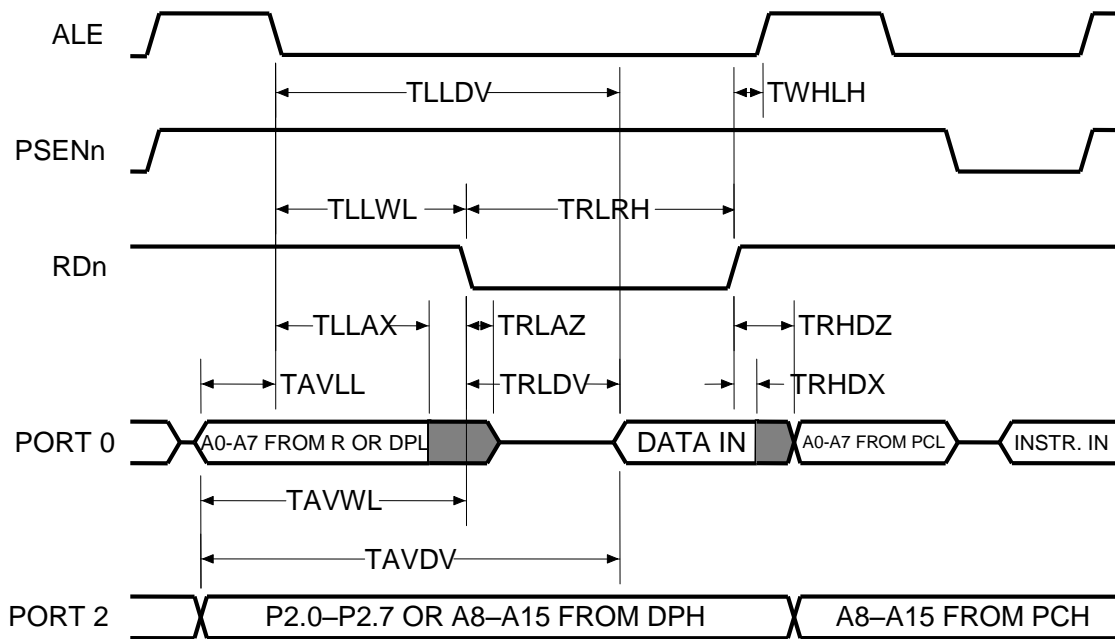 ALE
TLLDV
TWHLH
PSENn
TLLWL
TRLRH
RDn
TLLAX
TRLAZ
TRHDZ
TAVLL
TRLDV
TRHDX
PORT 0
A0-A7 FROM R OR DPL
DATA IN
A0-A7 FROM PCL
INSTR. IN
TAVWL
TAVDV
PORT 2
P2.0–P2.7 OR A8–A15 FROM DPH
A8–A15 FROM PCH